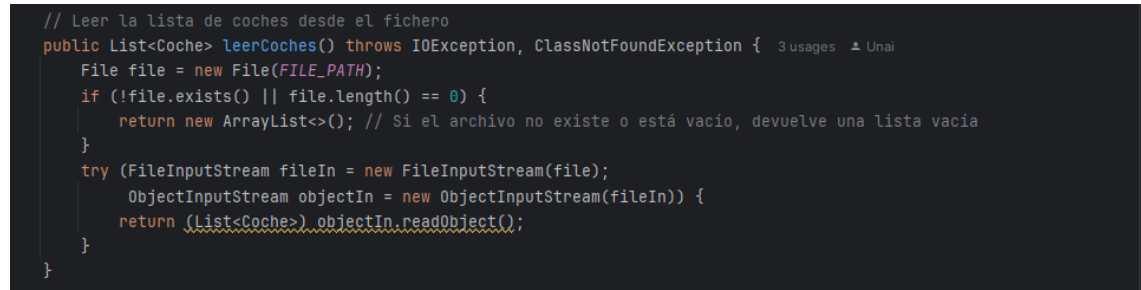 // Leer la lista de coches desde el fichero
public List<Coche> leerCoches() throws IOException, ClassNotFoundException {  3 usages  Unai
    File file = new File(FILE_PATH);
    if (!file.exists() || file.length() == 0) {
        return new ArrayList<>(); // Si el archivo no existe o está vacío, devuelve una lista vacía
    }
    try (FileInputStream fileIn = new FileInputStream(file);
         ObjectInputStream objectIn = new ObjectInputStream(fileIn)) {
        return (List<Coche>) objectIn.readObject();
    }
}